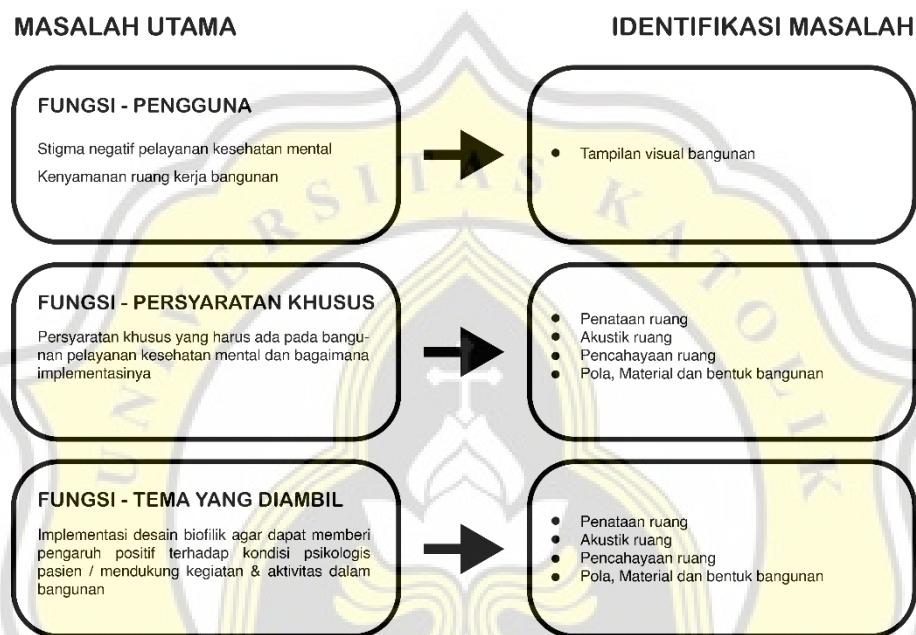 MASALAH UTAMA
IDENTIFIKASI MASALAH
FUNGSI - PENGGUNA
Stigma negatif pelayanan kesehatan mental
Kenyamanan ruang kerja bangunan
• Tampilan visual bangunan
FUNGSI - PERSYARATAN KHUSUS
Persyaratan khusus yang harus ada pada bangu-
nan pelayanan kesehatan mental dan bagaimana
implementasinya
• Penataan ruang
• Akustik ruang
• Pencahayaan ruang
• Pola, Material dan bentuk bangunan
FUNGSI - TEMA YANG DIAMBIL
Implementasi desain biofilik agar dapat memberi
pengaruh positif terhadap kondisi psikologis
pasien / mendukung kegiatan & aktivitas dalam
bangunan
• Penataan ruang
• Akustik ruang
• Pencahayaan ruang
• Pola, Material dan bentuk bangunan
UNIVERSITAS KATOLIK